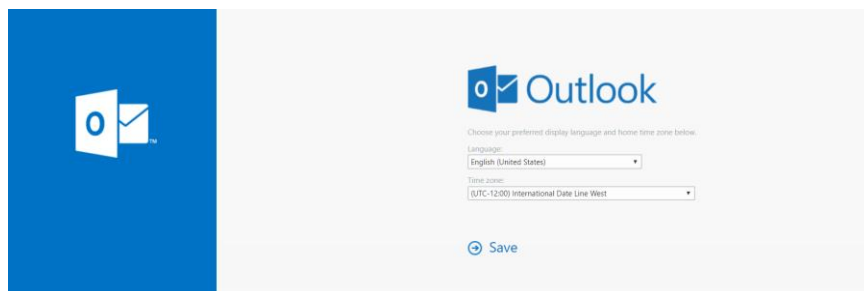 O
TM
O Outlook
Choose your preferred display language and home time zone below.
Language:
English (United States)
Time zone:
(UTC-12:00) International Date Line West
Save